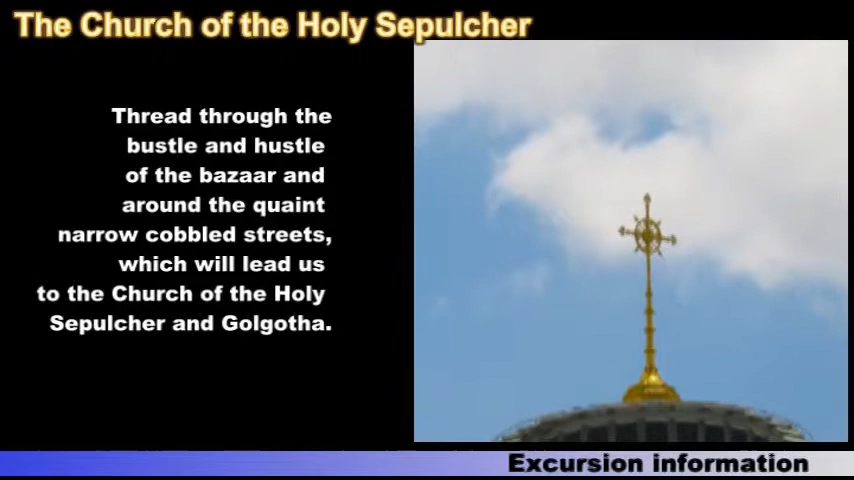 The Church of the Holy Sepulcher
Thread through the
bustle and hustle
of the bazaar and
around the quaint
narrow cobbled streets,
which will lead us
to the Church of the Holy
Sepulcher and Golgotha.
Excursion information